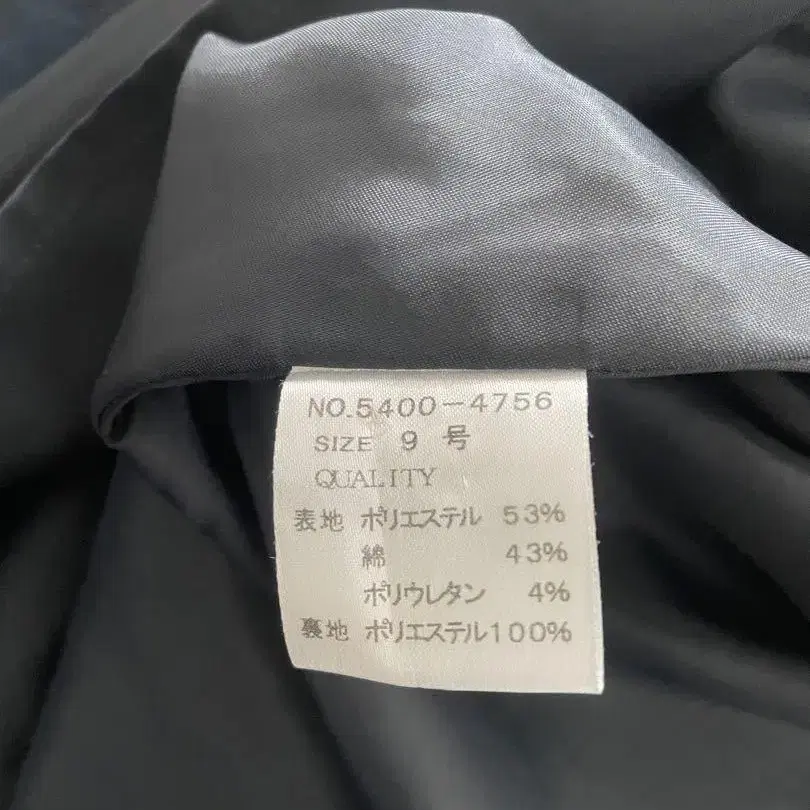 NO.5400-4756
SIZE 9 号
QUALITY
表地 ポリエステル 53%
綿 43%
ポリウレタン 4%
裏地 ポリエステル100%